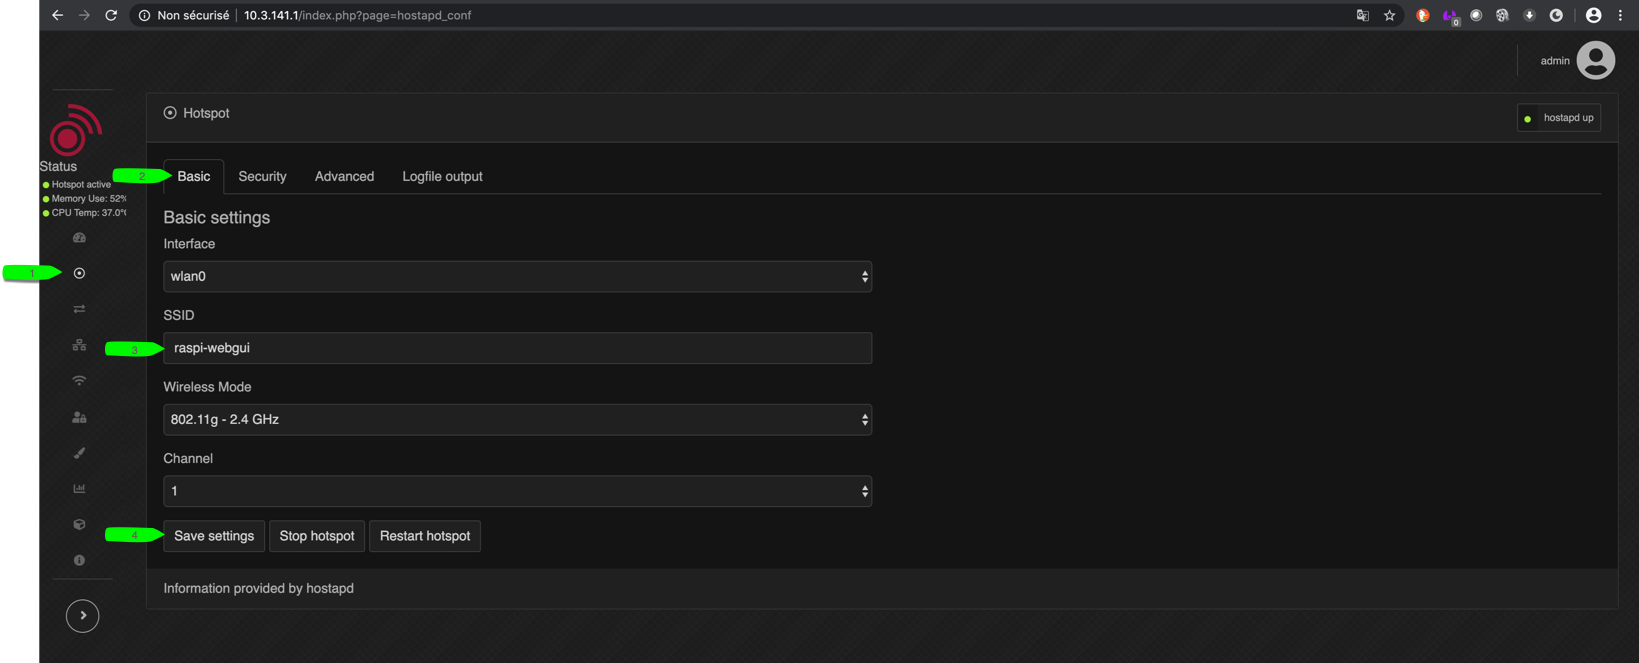 Non sécurisé 10.3.141.1/index.php?page=hostapd_conf
0
admin
Hotspot
hostapd up
Status
Hotspot active
Memory Use: 52%
CPU Temp: 37.0°
2
Basic Security Advanced Logfile output
Basic settings
Interface
1
wlan0
SSID
3
raspi-webgui
Wireless Mode
802.11g - 2.4 GHz
Channel
1
4
Save settings Stop hotspot Restart hotspot
Information provided by hostapd